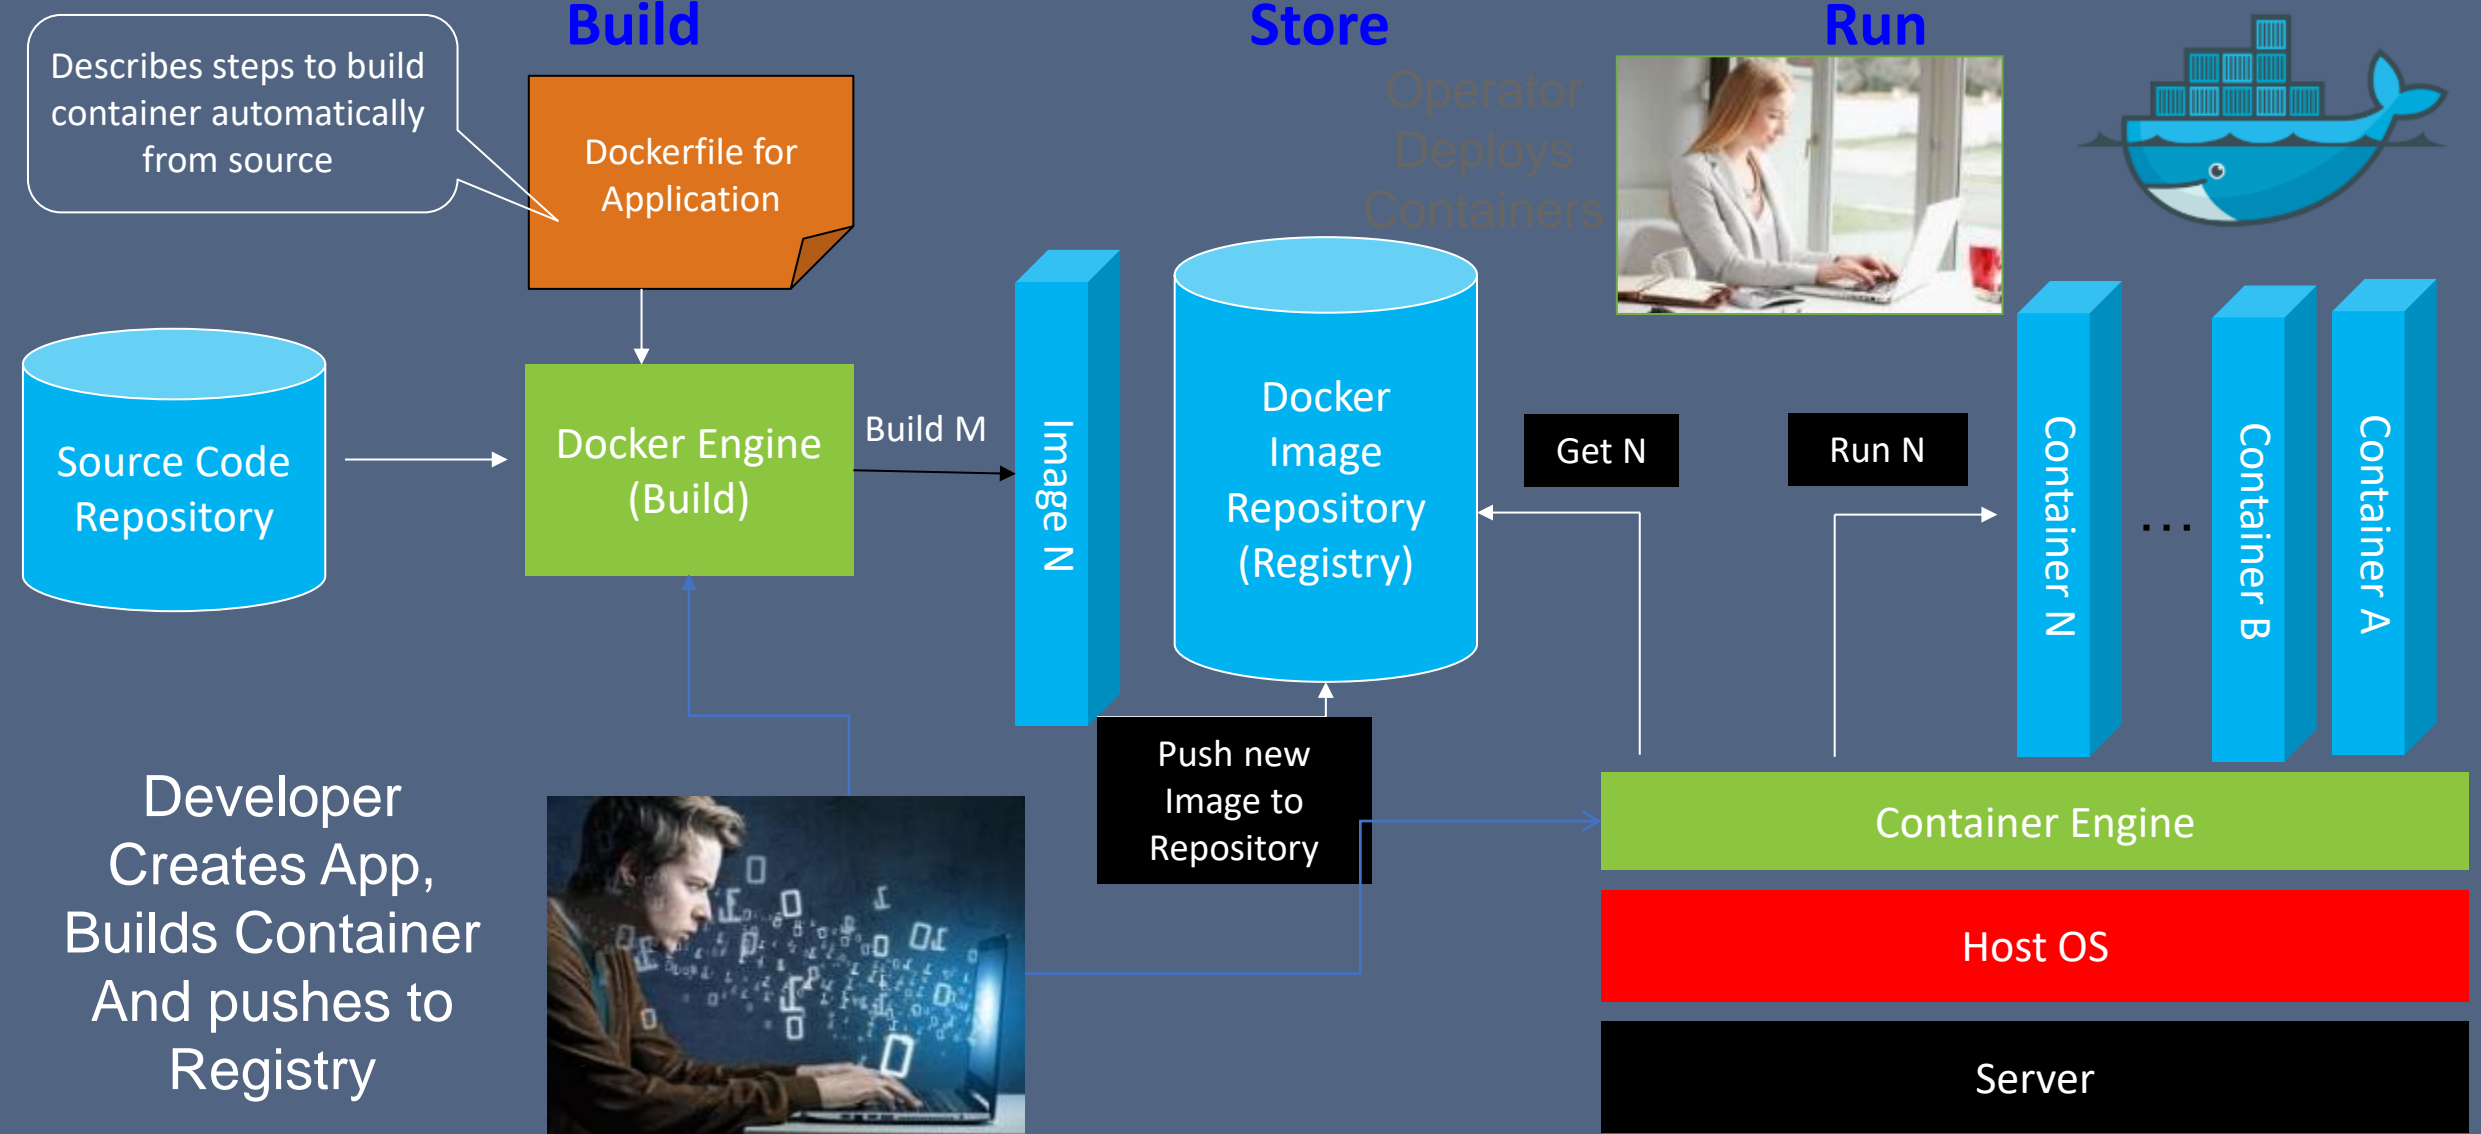 Build
Store
Run
Describes steps to build
container automatically
from source
Dockerfile for
Application
Operator
Deploys
Containers
Source Code
Repository
Docker Engine
(Build)
Build M
Image N
Docker
Image
Repository
(Registry)
Get N
Run N
Container N
...
Container B
Container A
Push new
Image to
Repository
Developer
Creates App,
Builds Container
And pushes to
Registry
Container Engine
Host OS
Server